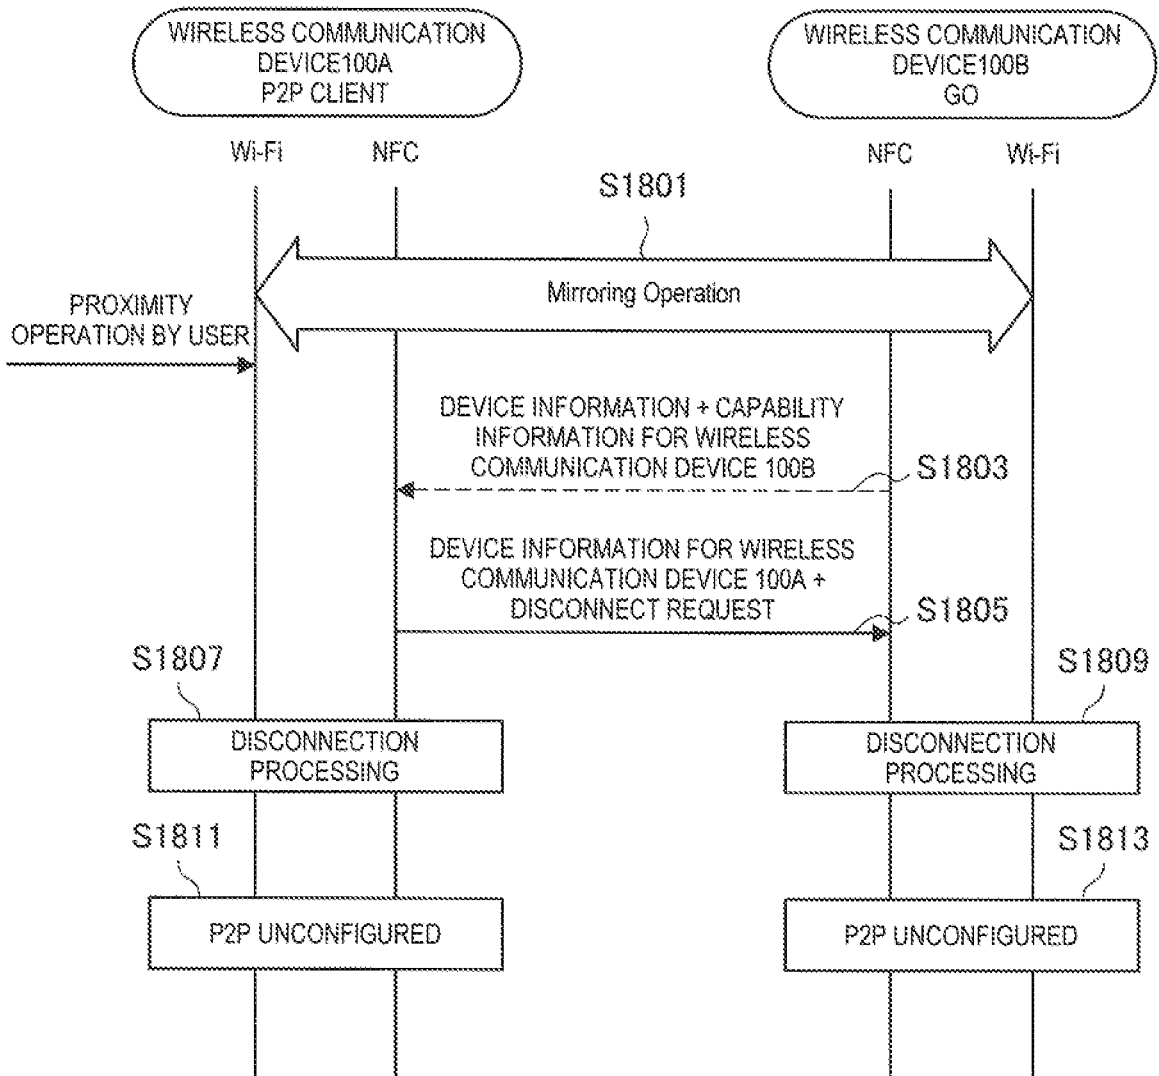 WIRELESS COMMUNICATION
DEVICE100A
P2P CLIENT
WIRELESS COMMUNICATION
DEVICE100B
GO
Wi-Fi
NFC
NFC
Wi-Fi
S1801
Mirroring Operation
PROXIMITY
OPERATION BY USER
DEVICE INFORMATION + CAPABILITY
INFORMATION FOR WIRELESS
COMMUNICATION DEVICE 100B
S1803
DEVICE INFORMATION FOR WIRELESS
COMMUNICATION DEVICE 100A +
DISCONNECT REQUEST
S1805
S1807
S1809
DISCONNECTION
PROCESSING
DISCONNECTION
PROCESSING
S1811
S1813
P2P UNCONFIGURED
P2P UNCONFIGURED